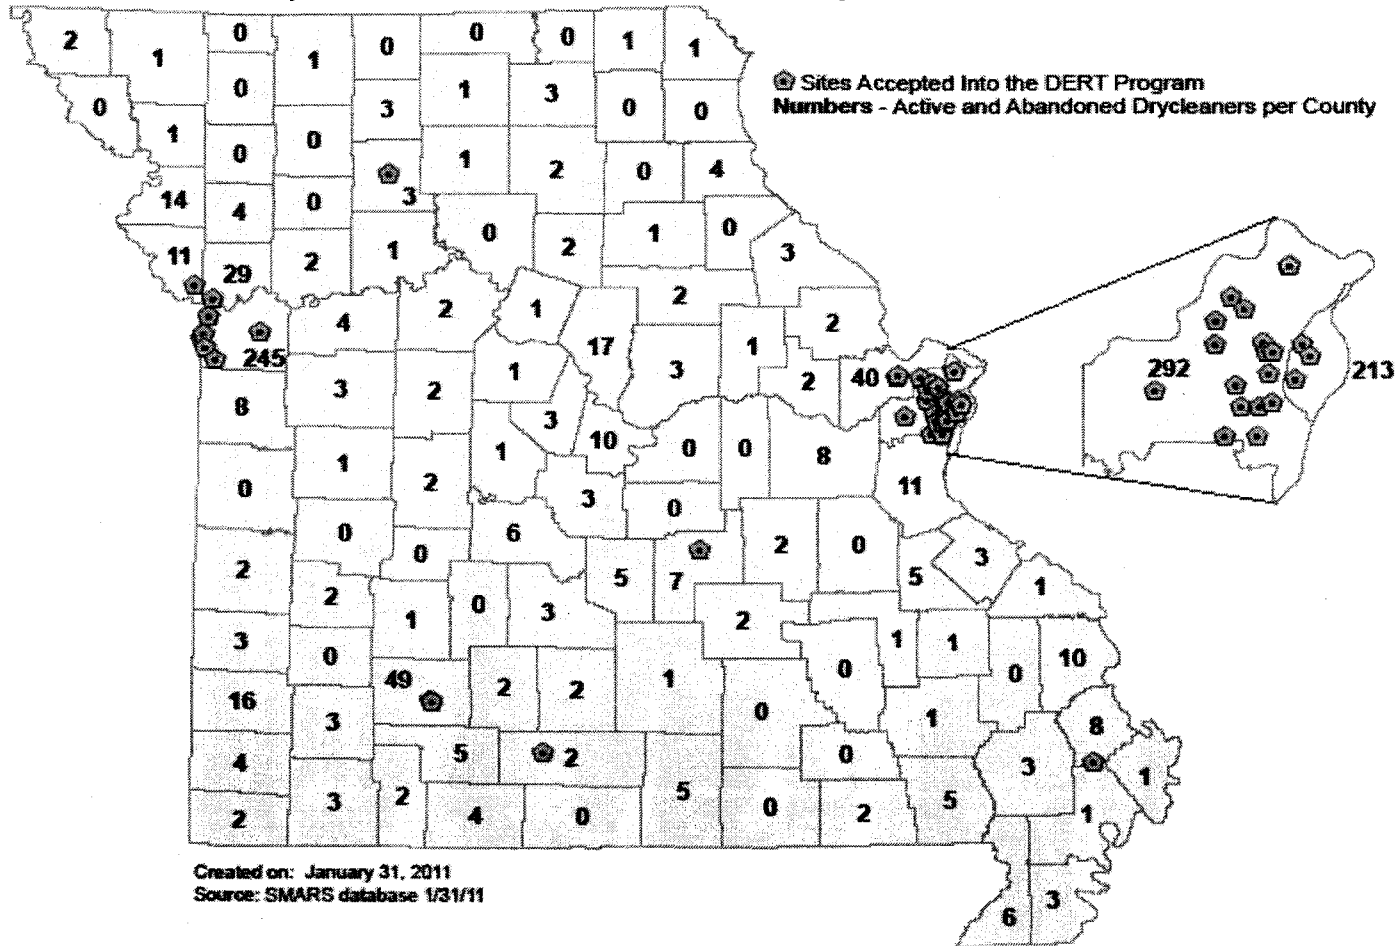 2 1 0 1 0 0 0 1 1
Sites Accepted Into the DERT Program
Numbers - Active and Abandoned Drycleaners per County
0 0 1 3 0 0
3
1 0 0 1 2 0 4
3
14 4 0 0 2 1 0
11 29 2 1 3
4 2 1 2 2
245 17 3 1
292 213
8 3 2 1 2 40
3 10 0 0 8
0 1 2 1 3 0 11
2 0 0 6 5 7 2 0 5 3
2 1 0 3 2 1
3 0 0 1 1 0 10
49 2 2 1
16 3 0 1 8
4 5 2 0 3 1
2 3 2 4 0 5 0 2 5 1
Created on: January 31, 2011
Source: SMARS database 1/31/11
6 3